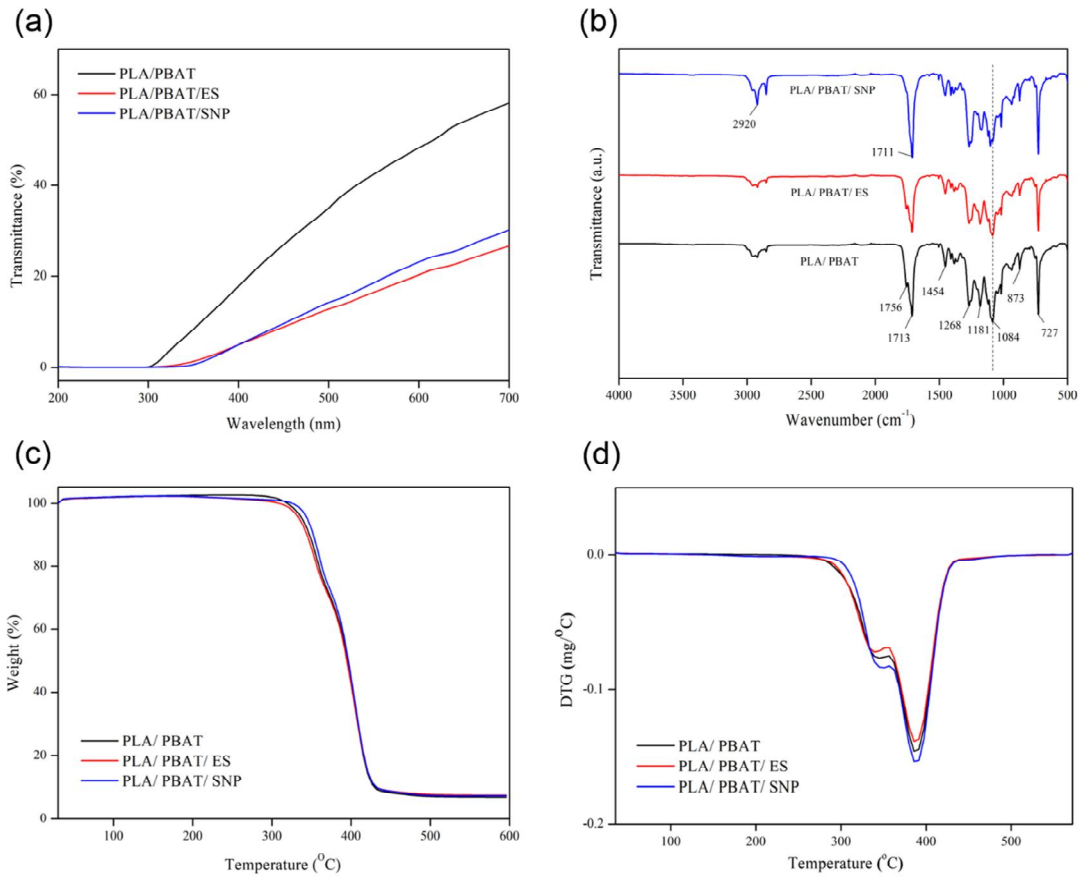 (a)
PLA/PBAT
PLA/PBAT/ES
PLA/PBAT/SNP
60
40
20
0
Transmittance (%)
200
300
400
500
600
700
Wavelength (nm)
(b)
PLA/ PBAT/ SNP
2920
1711
PLA/ PBAT/ ES
PLA/ PBAT
1756
1713
1454
1268
1181
1084
873
727
Transmittance (a.u.)
4000
3500
3000
2500
2000
1500
1000
500
Wavenumber (cm⁻¹)
(c)
100
80
60
40
20
0
Weight (%)
PLA/ PBAT
PLA/ PBAT/ ES
PLA/ PBAT/ SNP
100
200
300
400
500
600
Temperature (°C)
(d)
0.0
-0.1
-0.2
DTG (mg/°C)
PLA/ PBAT
PLA/ PBAT/ ES
PLA/ PBAT/ SNP
100
200
300
400
500
Temperature (°C)